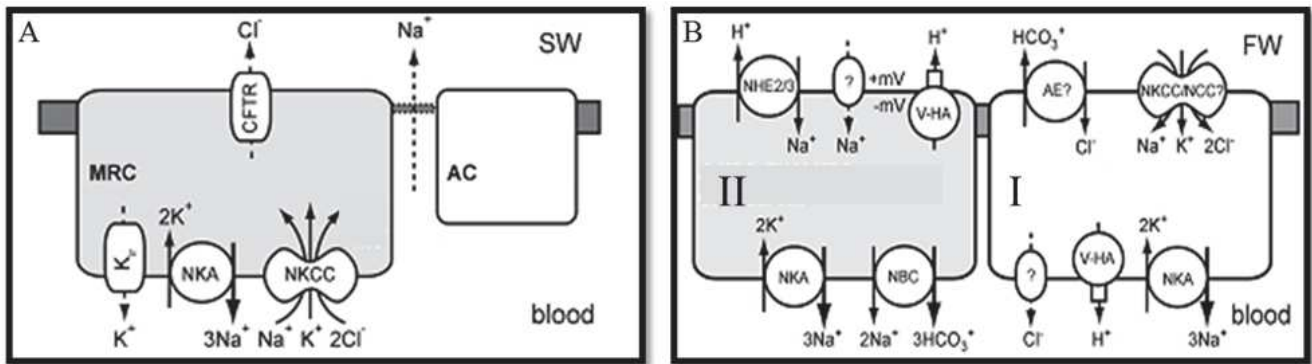 A
Cl⁻
Na⁺
SW
CFTR
MRC
AC
2K⁺
Kir
NKA
NKCC
blood
K⁺
3Na⁺
Na⁺ K⁺ 2Cl⁻
B
H⁺
H⁺
HCO₃⁺
FW
NHE2/3
?
+mV
-mV
V-HA
AE?
NKCC/NCC?
Na⁺
Na⁺
Cl⁻
Na⁺ K⁺ 2Cl⁻
II
I
2K⁺
V-HA
2K⁺
NKA
NBC
?
NKA
blood
3Na⁺
2Na⁺
3HCO₃⁺
Cl⁻
H⁺
3Na⁺